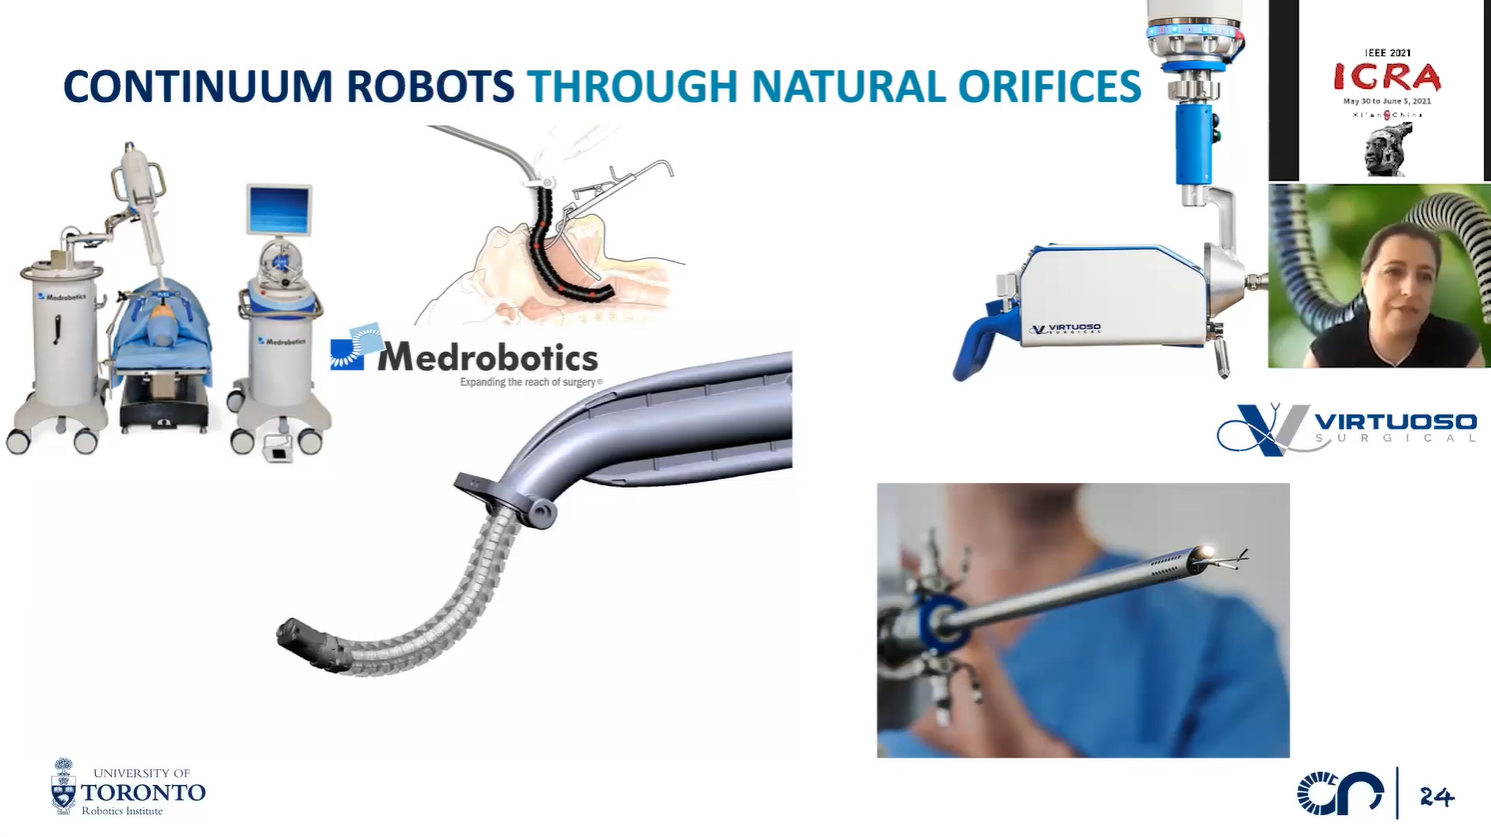 CONTINUUM ROBOTS THROUGH NATURAL ORIFICES
IEEE 2021
ICRA
May 30 to June 5, 2021
Xi'an China
Medrobotics
Medrobotics
Medrobotics
Expanding the reach of surgery®
VIRTUOSO
SURGICAL
VIRTUOSO
SURGICAL
UNIVERSITY OF
TORONTO
Robotics Institute
24